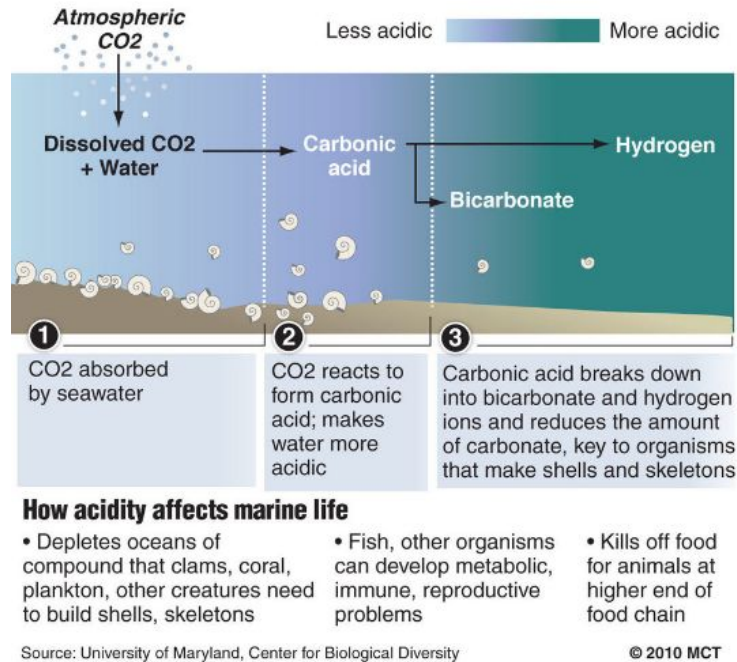 Atmospheric
CO2
Less acidic
More acidic
Dissolved CO2
+ Water
Carbonic
acid
Hydrogen
Bicarbonate
1
CO2 absorbed
by seawater
2
CO2 reacts to
form carbonic
acid; makes
water more
acidic
3
Carbonic acid breaks down
into bicarbonate and hydrogen
ions and reduces the amount
of carbonate, key to organisms
that make shells and skeletons
How acidity affects marine life
• Depletes oceans of
compound that clams, coral,
plankton, other creatures need
to build shells, skeletons
• Fish, other organisms
can develop metabolic,
immune, reproductive
problems
• Kills off food
for animals at
higher end of
food chain
Source: University of Maryland, Center for Biological Diversity
© 2010 MCT